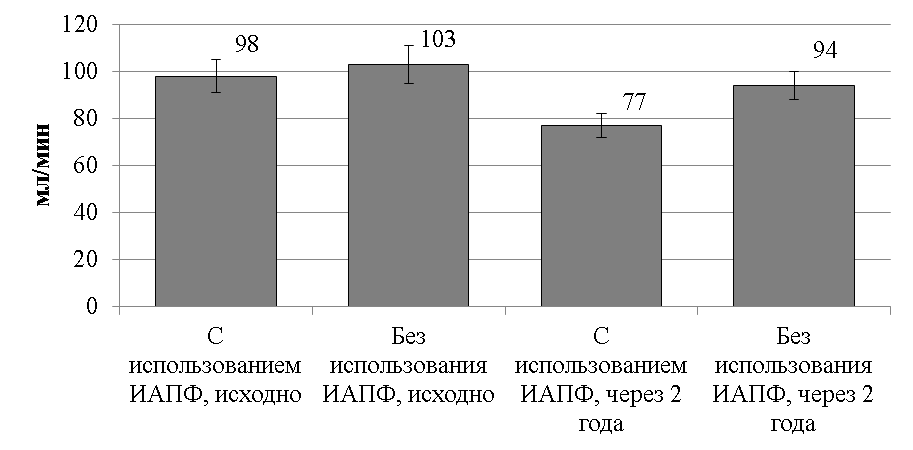 120
100
80
60
40
20
0
мл/мин
98
103
77
94
С
использованием
ИАПФ, исходно
Без
использования
ИАПФ, исходно
С
использованием
ИАПФ, через 2
года
Без
использования
ИАПФ, через 2
года